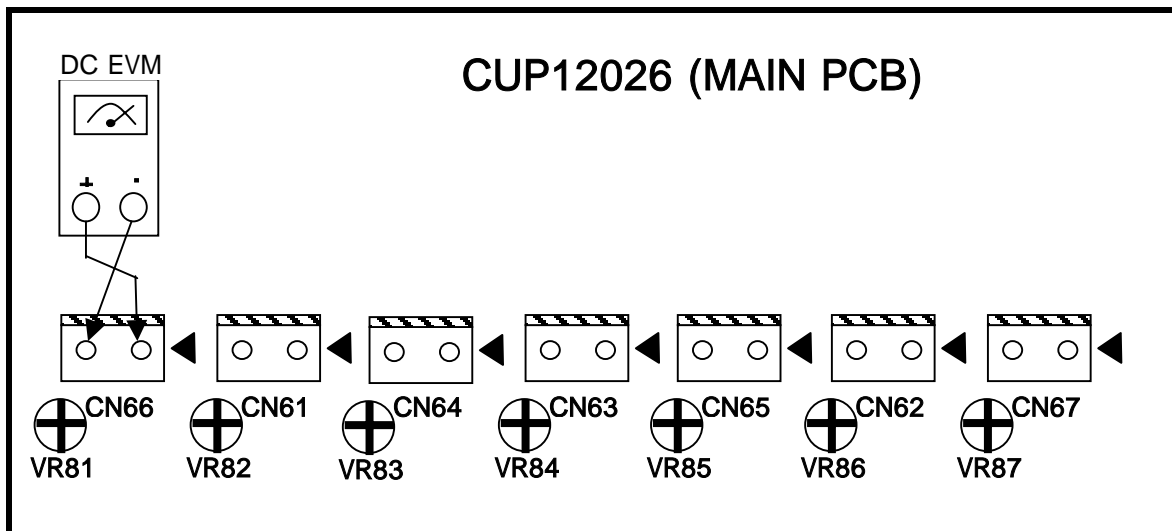 DC EVM
CUP12026 (MAIN PCB)
+ -
CN66 CN61 CN64 CN63 CN65 CN62 CN67
VR81 VR82 VR83 VR84 VR85 VR86 VR87